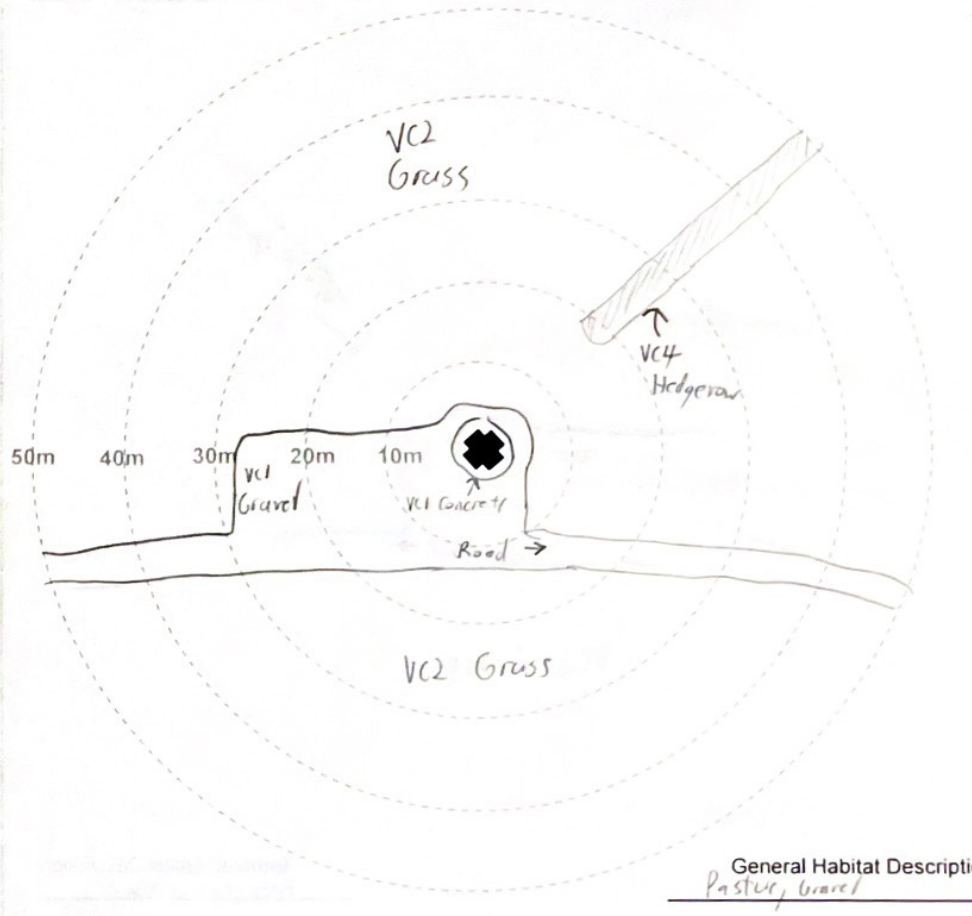 VC2
Grass
VC4
Hedgerow
50m 40m 30m 20m 10m
VC1
Gravel
VC1 Concrete
Road →
VC2 Grass
General Habitat Descripti
Pasture, Gravel